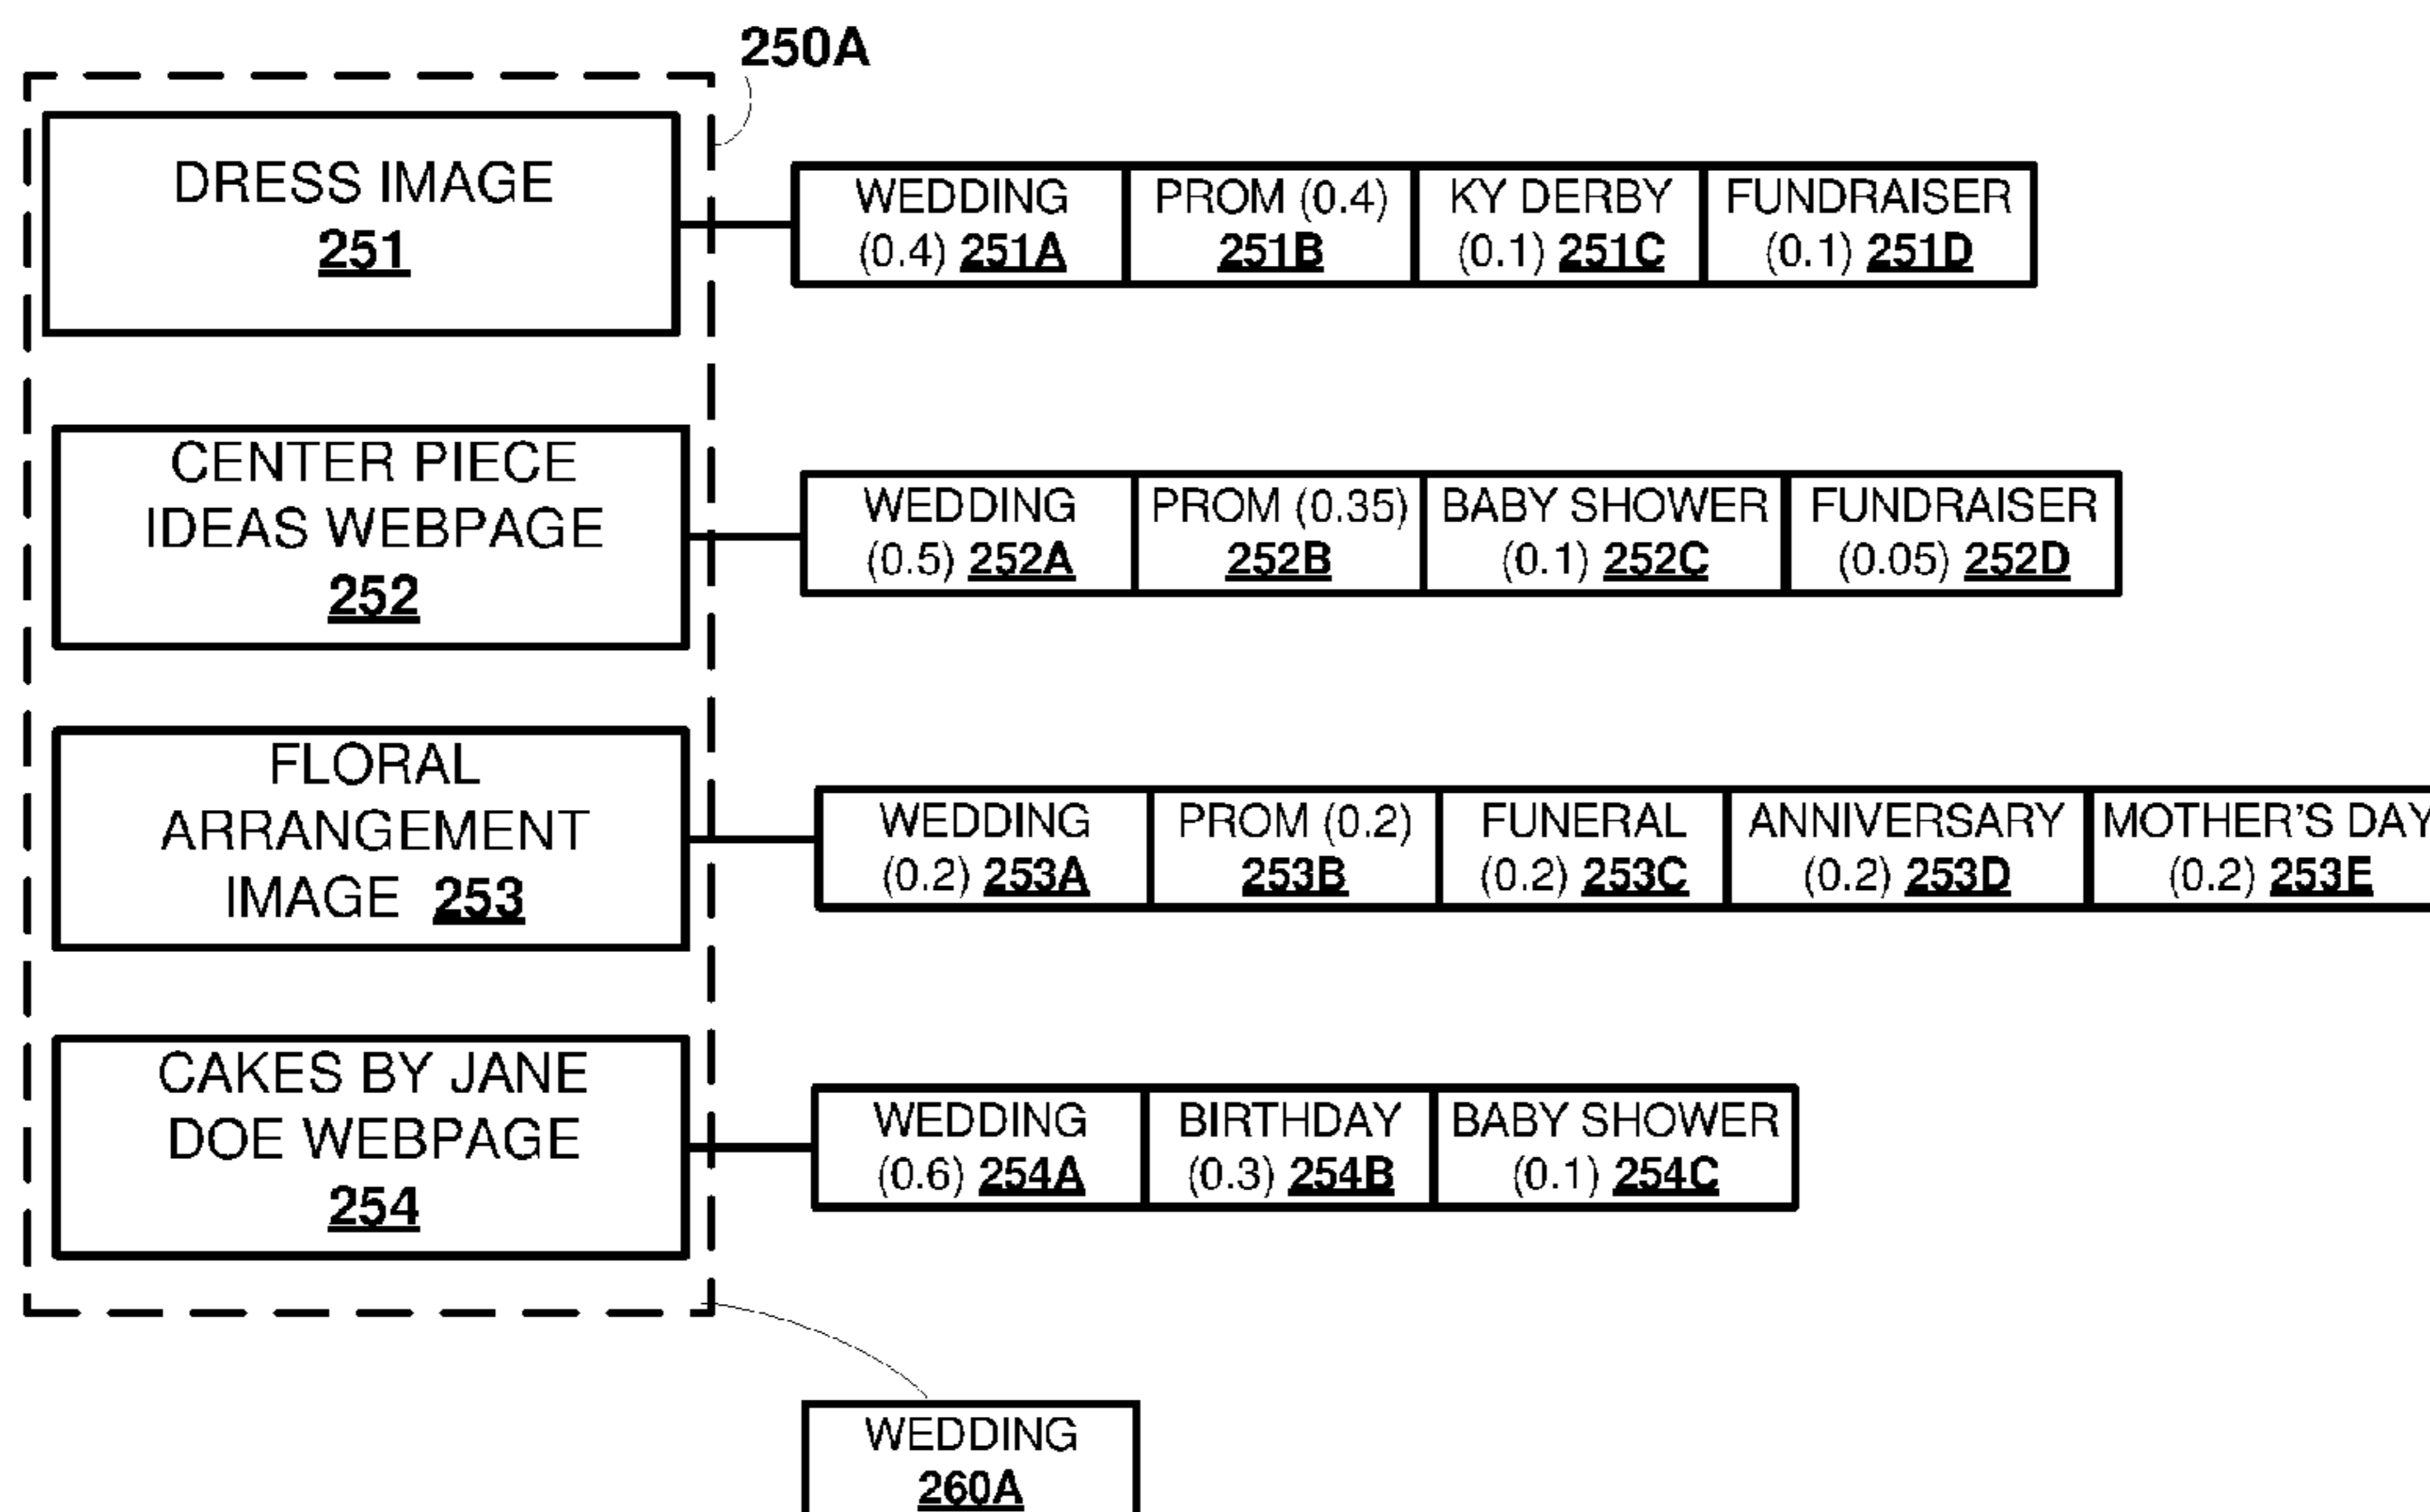 250A
DRESS IMAGE
251
WEDDING
(0.4) 251A
PROM (0.4)
251B
KY DERBY
(0.1) 251C
FUNDRAISER
(0.1) 251D
CENTER PIECE
IDEAS WEBPAGE
252
WEDDING
(0.5) 252A
PROM (0.35)
252B
BABY SHOWER
(0.1) 252C
FUNDRAISER
(0.05) 252D
FLORAL
ARRANGEMENT
IMAGE 253
WEDDING
(0.2) 253A
PROM (0.2)
253B
FUNERAL
(0.2) 253C
ANNIVERSARY
(0.2) 253D
MOTHER'S DAY
(0.2) 253E
CAKES BY JANE
DOE WEBPAGE
254
WEDDING
(0.6) 254A
BIRTHDAY
(0.3) 254B
BABY SHOWER
(0.1) 254C
WEDDING
260A